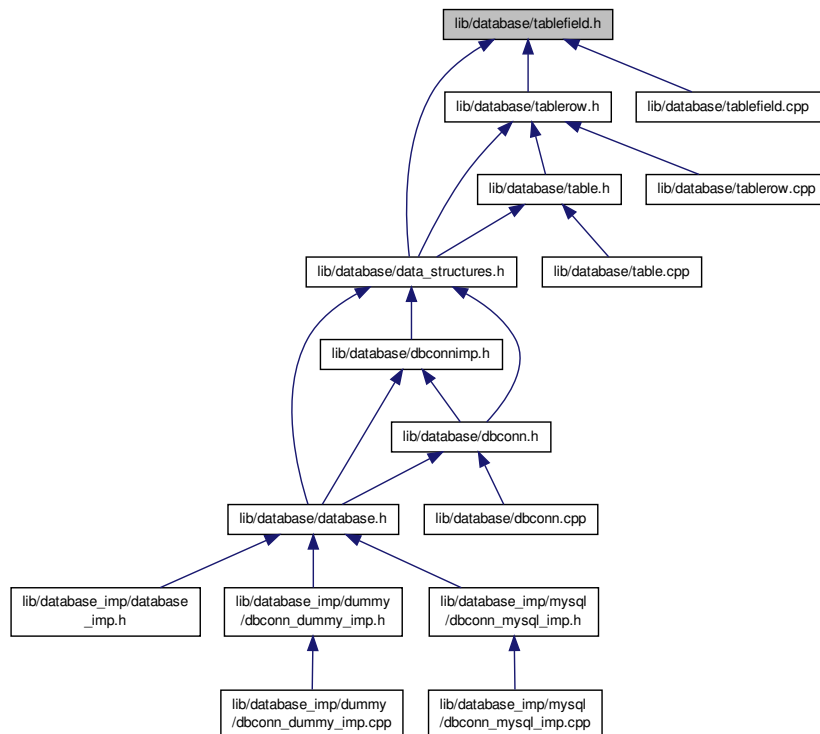 lib/database/tablefield.h
lib/database/tablerow.h
lib/database/tablefield.cpp
lib/database/table.h
lib/database/tablerow.cpp
lib/database/data_structures.h
lib/database/table.cpp
lib/database/dbconnimp.h
lib/database/dbconn.h
lib/database/database.h
lib/database/dbconn.cpp
lib/database_imp/database
_imp.h
lib/database_imp/dummy
/dbconn_dummy_imp.h
lib/database_imp/mysql
/dbconn_mysql_imp.h
lib/database_imp/dummy
/dbconn_dummy_imp.cpp
lib/database_imp/mysql
/dbconn_mysql_imp.cpp